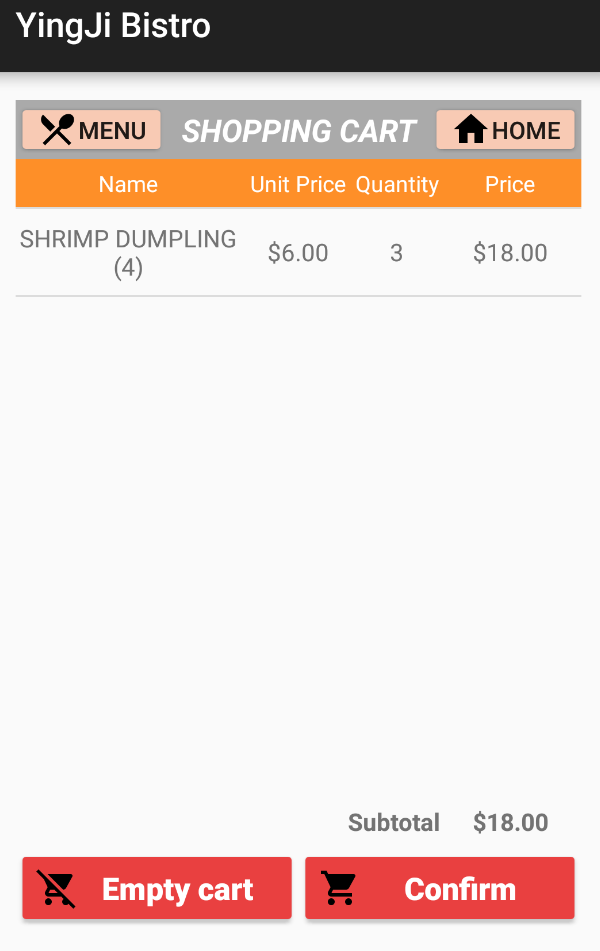 YingJi Bistro
MENU SHOPPING CART HOME
Name Unit Price Quantity Price
SHRIMP DUMPLING
(4) $6.00 3 $18.00
Subtotal $18.00
Empty cart Confirm